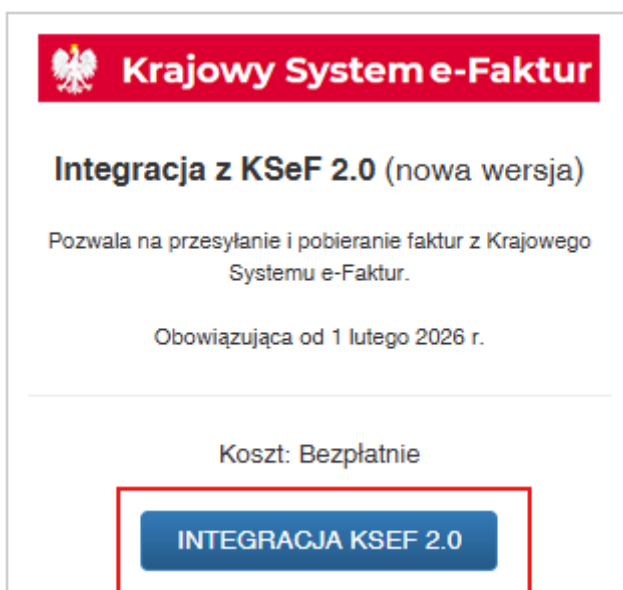 Krajowy System e-Faktur
Integracja z KSeF 2.0 (nowa wersja)
Pozwala na przesyłanie i pobieranie faktur z Krajowego
Systemu e-Faktur.
Obowiązująca od 1 lutego 2026 r.
Koszt: Bezpłatnie
INTEGRACJA KSEF 2.0